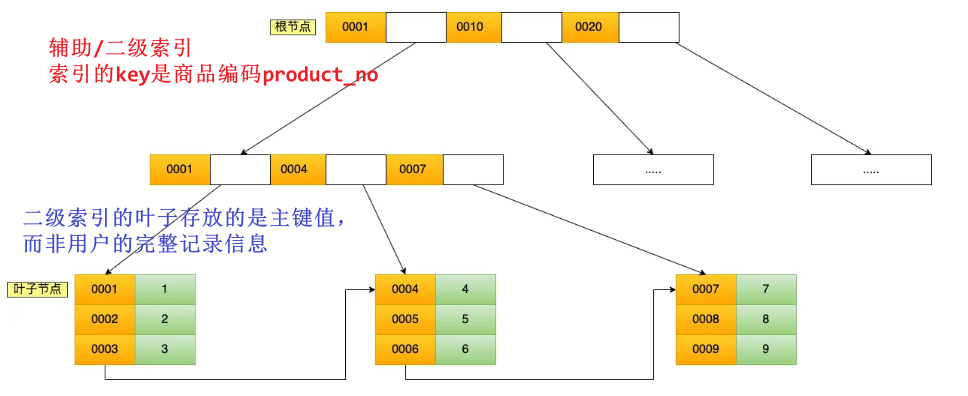 根节点 0001 0010 0020
辅助/二级索引
索引的key是商品编码product_no
0001 0004 0007 ..... .....
二级索引的叶子存放的是主键值，
而非用户的完整记录信息
叶子节点 0001 1 0004 4 0007 7
0002 2 0005 5 0008 8
0003 3 0006 6 0009 9